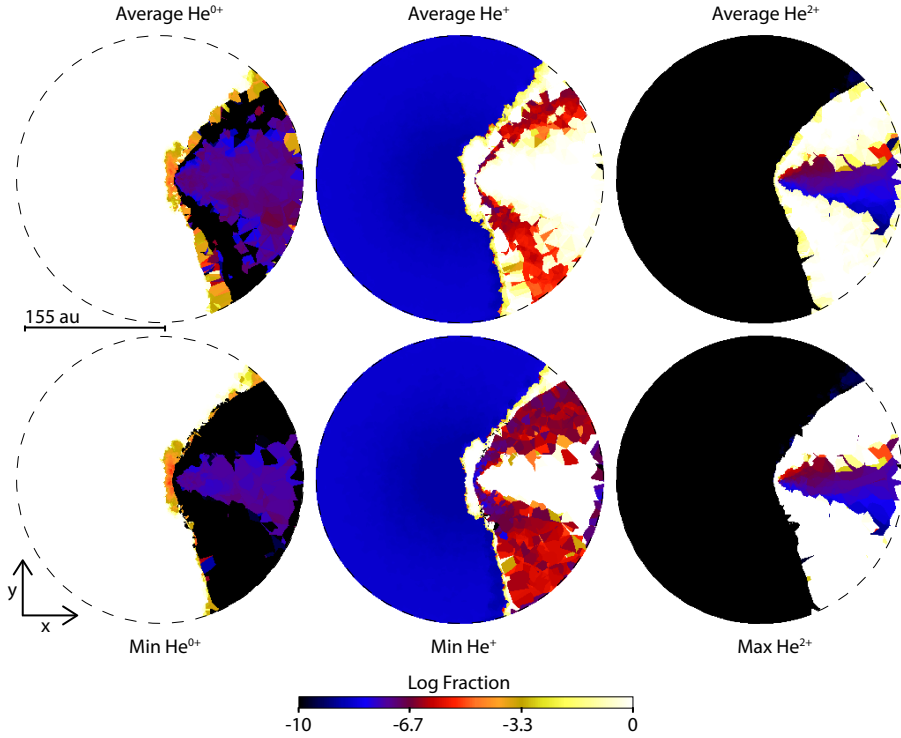 Average He⁰⁺ Average He⁺ Average He²⁺
155 au
y
x
Min He⁰⁺ Min He⁺ Max He²⁺
Log Fraction
-10 -6.7 -3.3 0